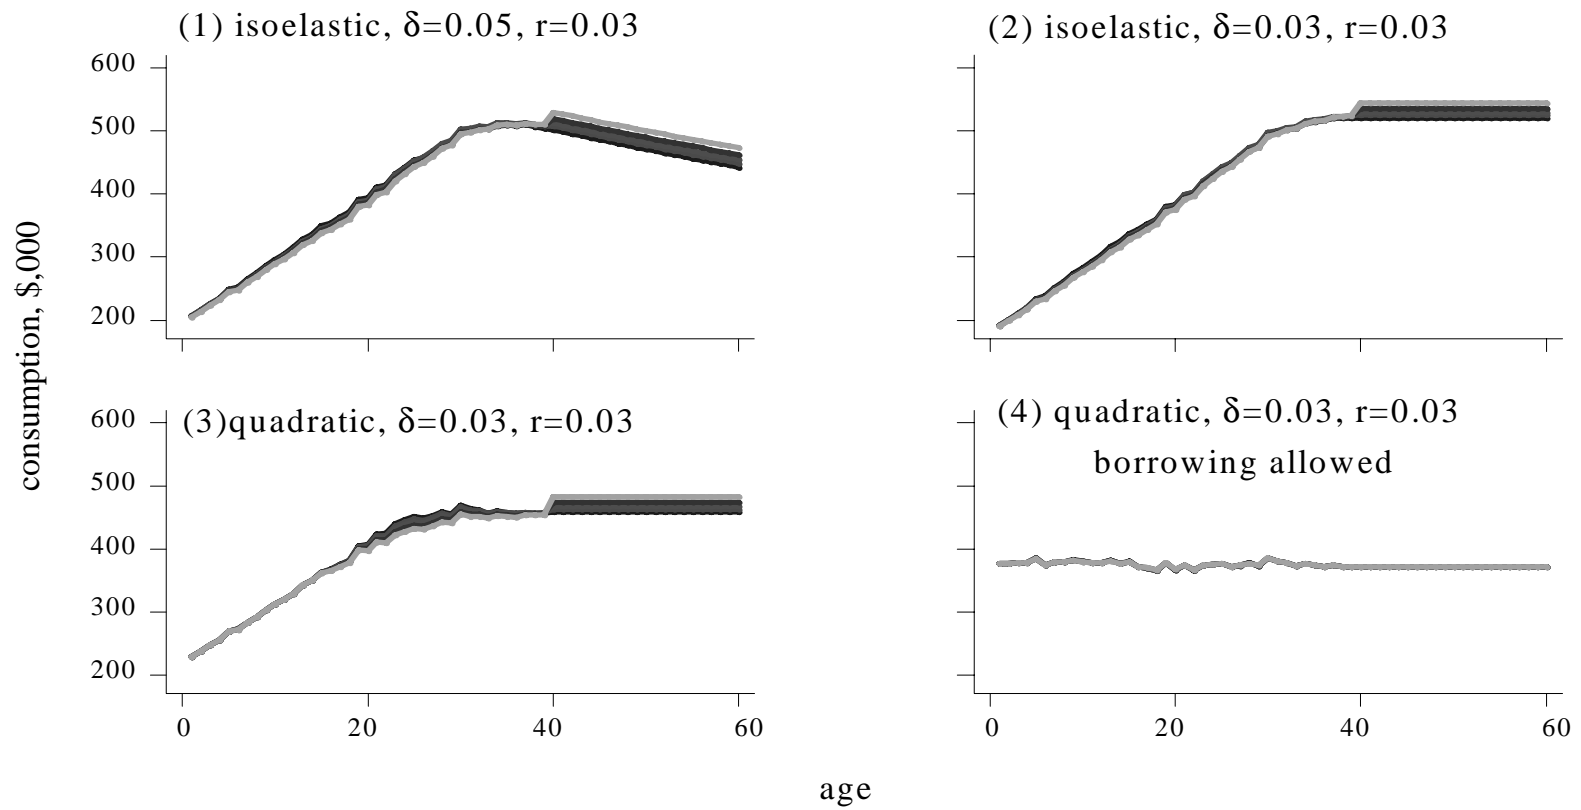 (1) isoelastic, δ=0.05, r=0.03
600
500
400
300
200
(2) isoelastic, δ=0.03, r=0.03
consumption, $,000
(3)quadratic, δ=0.03, r=0.03
600
500
400
300
200
0 20 40 60
(4) quadratic, δ=0.03, r=0.03
borrowing allowed
0 20 40 60
age